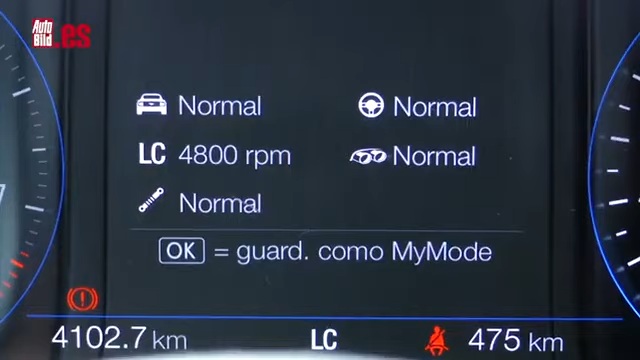 Auto Bild.es
Normal Normal
LC 4800 rpm Normal
Normal
OK = guard. como MyMode
4102.7 km LC 475 km